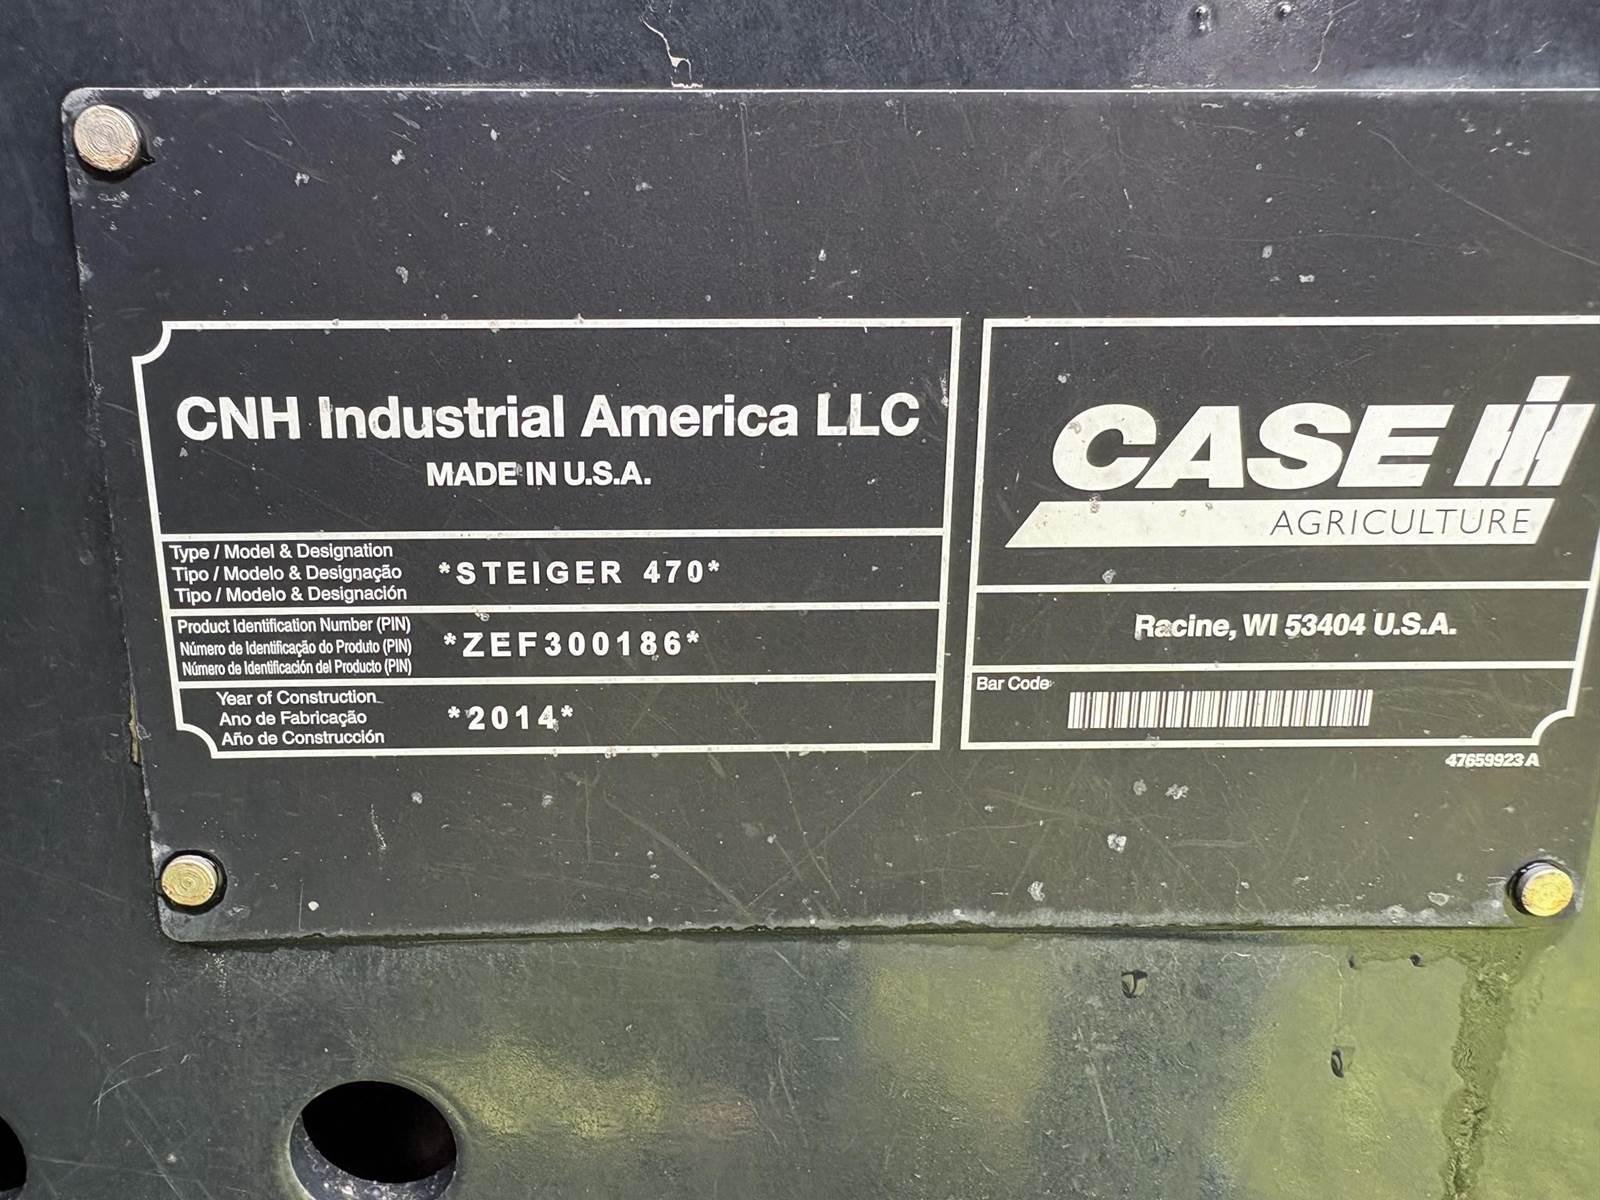 CNH Industrial America LLC
MADE IN U.S.A.
Type / Model & Designation
Tipo / Modelo & Designação
Tipo / Modelo & Designación
*STEIGER 470*
Product Identification Number (PIN)
Número de Identificação do Produto (PIN)
Número de Identificación del Producto (PIN)
*ZEF300186*
Year of Construction
Ano de Fabricação
Año de Construcción
*2014*
CASE IH
AGRICULTURE
Racine, WI 53404 U.S.A.
Bar Code
47659923 A